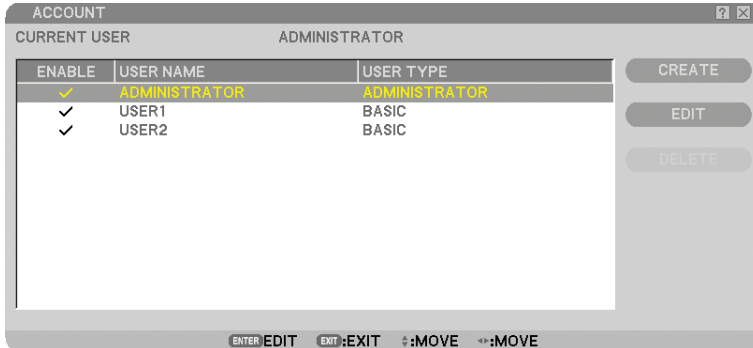 ACCOUNT ? 
CURRENT USER ADMINISTRATOR
ENABLE USER NAME USER TYPE CREATE
ADMINISTRATOR ADMINISTRATOR
USER1 BASIC EDIT
USER2 BASIC
DELETE
ENTER EDIT EXIT :EXIT :MOVE :MOVE